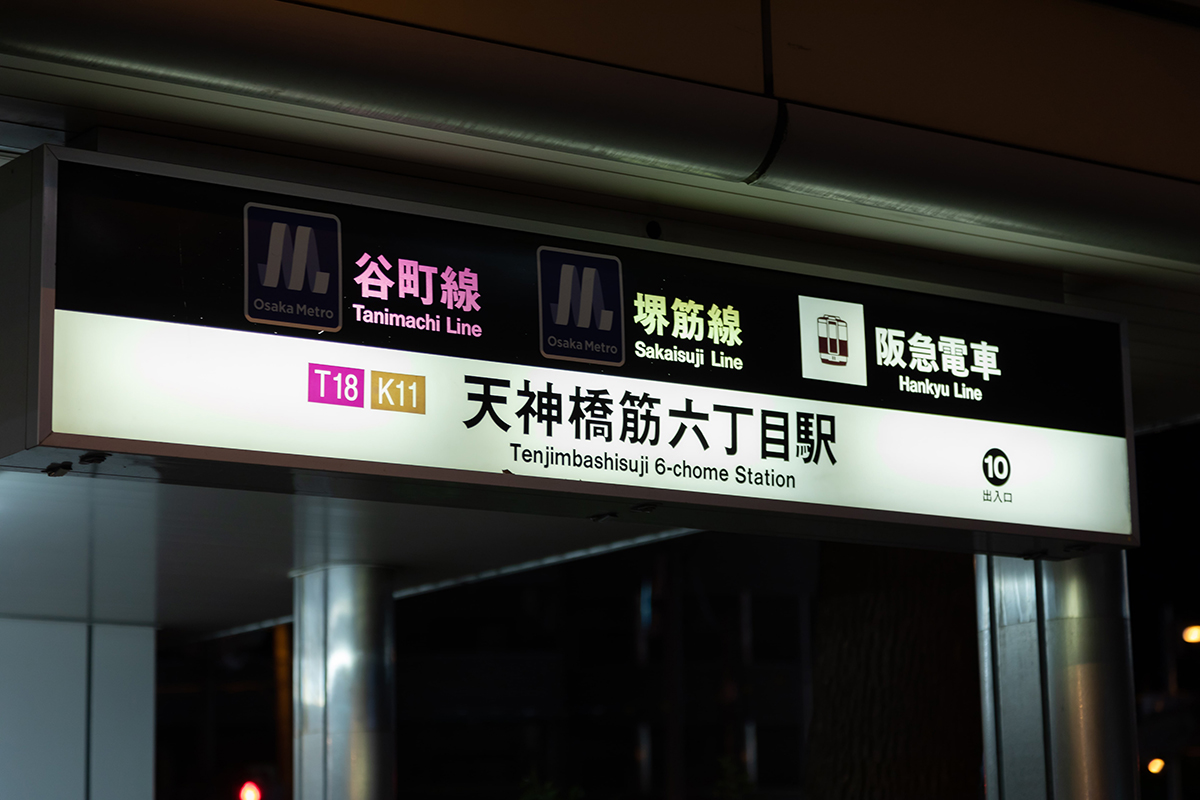 Osaka Metro
谷町線
Tanimachi Line
Osaka Metro
堺筋線
Sakaisuji Line
阪急電車
Hankyu Line
T18 K11
天神橋筋六丁目駅
Tenjimbashisuji 6-chome Station
10
出入口